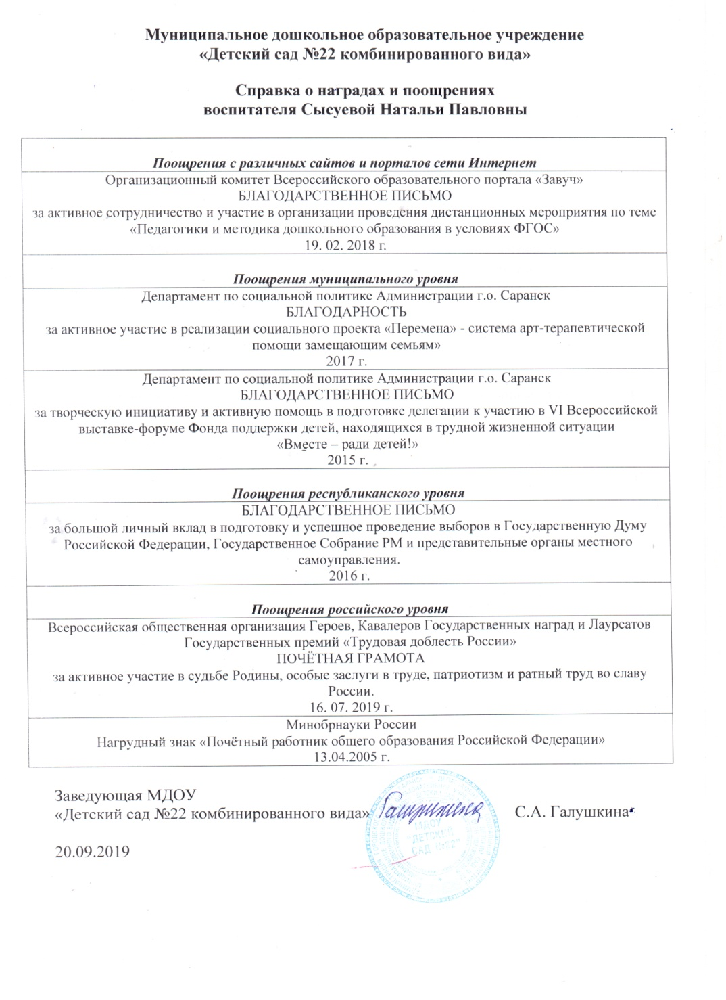 Муниципальное дошкольное образовательное учреждение
«Детский сад №22 комбинированного вида»
Справка о наградах и поощрениях
воспитателя Сысуевой Натальи Павловны
Поощрения с различных сайтов и порталов сети Интернет
Организационный комитет Всероссийского образовательного портала «Завуч»
БЛАГОДАРСТВЕННОЕ ПИСЬМО
за активное сотрудничество и участие в организации проведения дистанционных мероприятия по теме
«Педагогики и методика дошкольного образования в условиях ФГОС»
19. 02. 2018 г.
Поощрения муниципального уровня
Департамент по социальной политике Администрации г.о. Саранск
БЛАГОДАРНОСТЬ
за активное участие в реализации социального проекта «Перемена» - система арт-терапевтической
помощи замещающим семьям»
2017 г.
Департамент по социальной политике Администрации г.о. Саранск
БЛАГОДАРСТВЕННОЕ ПИСЬМО
за творческую инициативу и активную помощь в подготовке делегации к участию в VI Всероссийской
выставке-форуме Фонда поддержки детей, находящихся в трудной жизненной ситуации
«Вместе – ради детей!»
2015 г.
Поощрения республиканского уровня
БЛАГОДАРСТВЕННОЕ ПИСЬМО
за большой личный вклад в подготовку и успешное проведение выборов в Государственную Думу
Российской Федерации, Государственное Собрание РМ и представительные органы местного
самоуправления.
2016 г.
Поощрения российского уровня
Всероссийская общественная организация Героев, Кавалеров Государственных наград и Лауреатов
Государственных премий «Трудовая доблесть России»
ПОЧЁТНАЯ ГРАМОТА
за активное участие в судьбе Родины, особые заслуги в труде, патриотизм и ратный труд во славу
России.
16. 07. 2019 г.
Минобрнауки России
Нагрудный знак «Почётный работник общего образования Российской Федерации»
13.04.2005 г.
Заведующая МДОУ
«Детский сад №22 комбинированного вида»
С.А. Галушкина
МДОУ
"ДЕТСКИЙ
САД №22"
20.09.2019